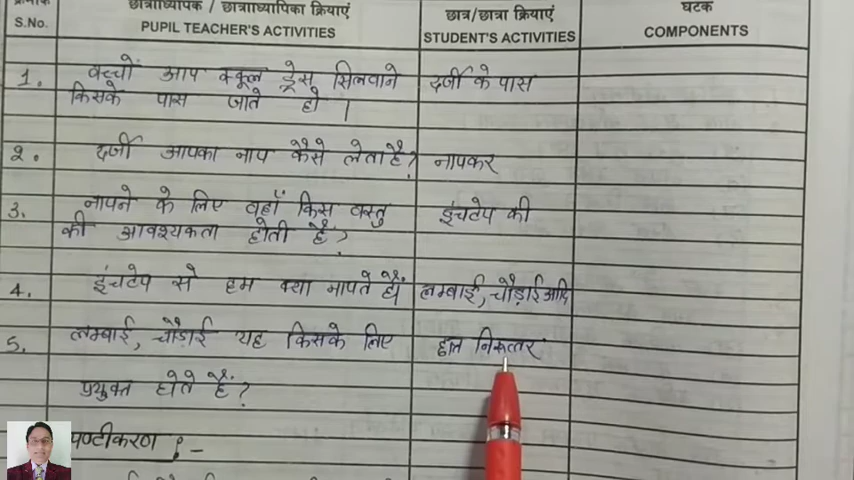 क्रमांक छात्राध्यापक / छात्राध्यापिका क्रियाएं छात्र/छात्रा क्रियाएं घटक
S.No. PUPIL TEACHER'S ACTIVITIES STUDENT'S ACTIVITIES COMPONENTS
1. बच्चों आप स्कूल ड्रेस सिलवाने दर्जी के पास
किसके पास जाते हो ।
2. दर्जी आपका नाप कैसे लेता है? नापकर
3. नापने के लिए वहाँ किस वस्तु इंचटेप की
की आवश्यकता होती है?
4. इंचटेप से हम क्या मापते हैं लम्बाई, चौड़ाई आदि
5. लम्बाई, चौड़ाई यह किसके लिए छात्र निरूत्तर
प्रयुक्त होते हैं?